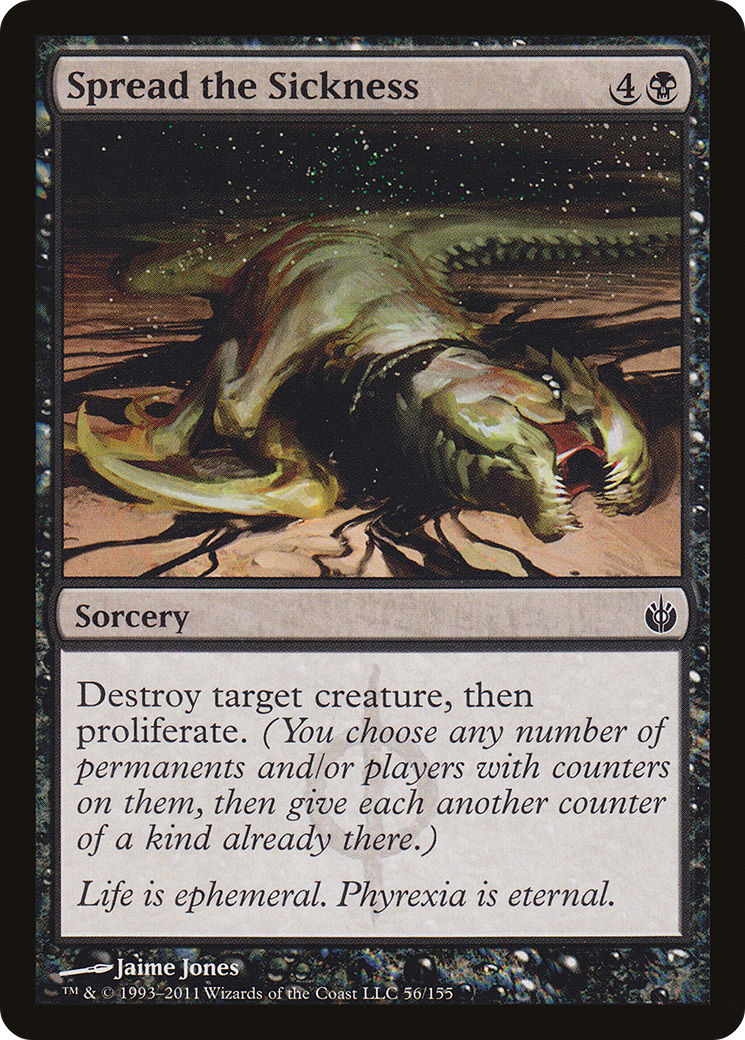 Spread the Sickness 4
Sorcery
Destroy target creature, then
proliferate. (You choose any number of
permanents and/or players with counters
on them, then give each another counter
of a kind already there.)
Life is ephemeral. Phyrexia is eternal.
Jaime Jones
™ & © 1993–2011 Wizards of the Coast LLC 56/155